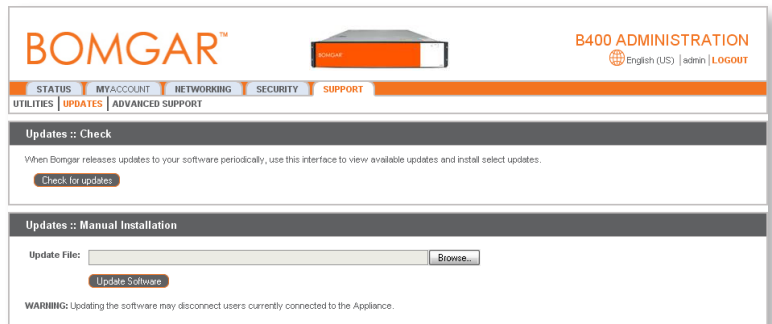 BOMGAR™
BOMGAR
B400 ADMINISTRATION
English (US) | admin | LOGOUT
STATUS MYACCOUNT NETWORKING SECURITY SUPPORT
UTILITIES | UPDATES | ADVANCED SUPPORT
Updates :: Check
When Bomgar releases updates to your software periodically, use this interface to view available updates and install select updates.
Check for updates
Updates :: Manual Installation
Update File: Browse...
Update Software
WARNING: Updating the software may disconnect users currently connected to the Appliance.